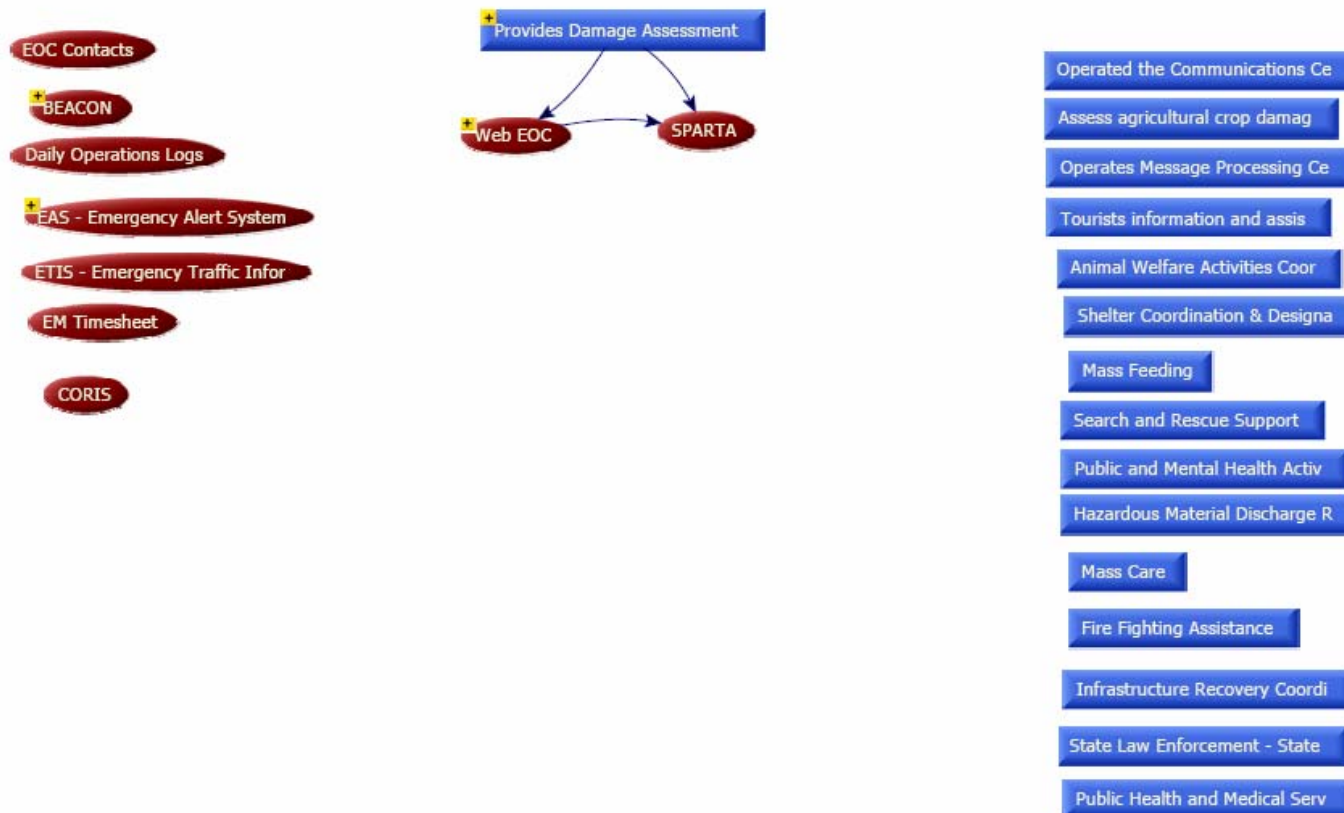 EOC Contacts
BEACON
Daily Operations Logs
EAS - Emergency Alert System
ETIS - Emergency Traffic Infor
EM Timesheet
CORIS
Provides Damage Assessment
Web EOC
SPARTA
Operated the Communications Ce
Assess agricultural crop damag
Operates Message Processing Ce
Tourists information and assis
Animal Welfare Activities Coor
Shelter Coordination & Designa
Mass Feeding
Search and Rescue Support
Public and Mental Health Activ
Hazardous Material Discharge R
Mass Care
Fire Fighting Assistance
Infrastructure Recovery Coordi
State Law Enforcement - State
Public Health and Medical Serv